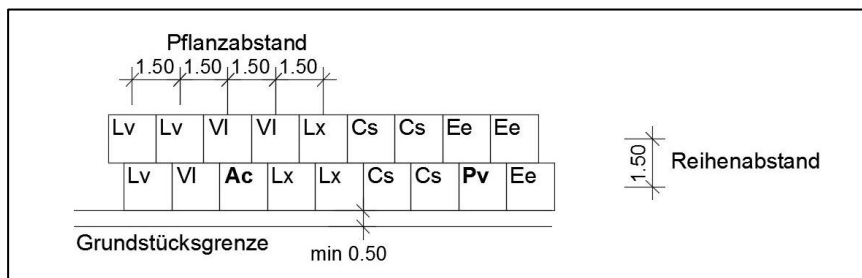 Pflanzabstand
1.50 1.50 1.50 1.50
Lv Lv Vl Vl Lx Cs Cs Ee Ee
Lv Vl Ac Lx Lx Cs Cs Pv Ee
1.50
Reihenabstand
Grundstücksgrenze
min 0.50